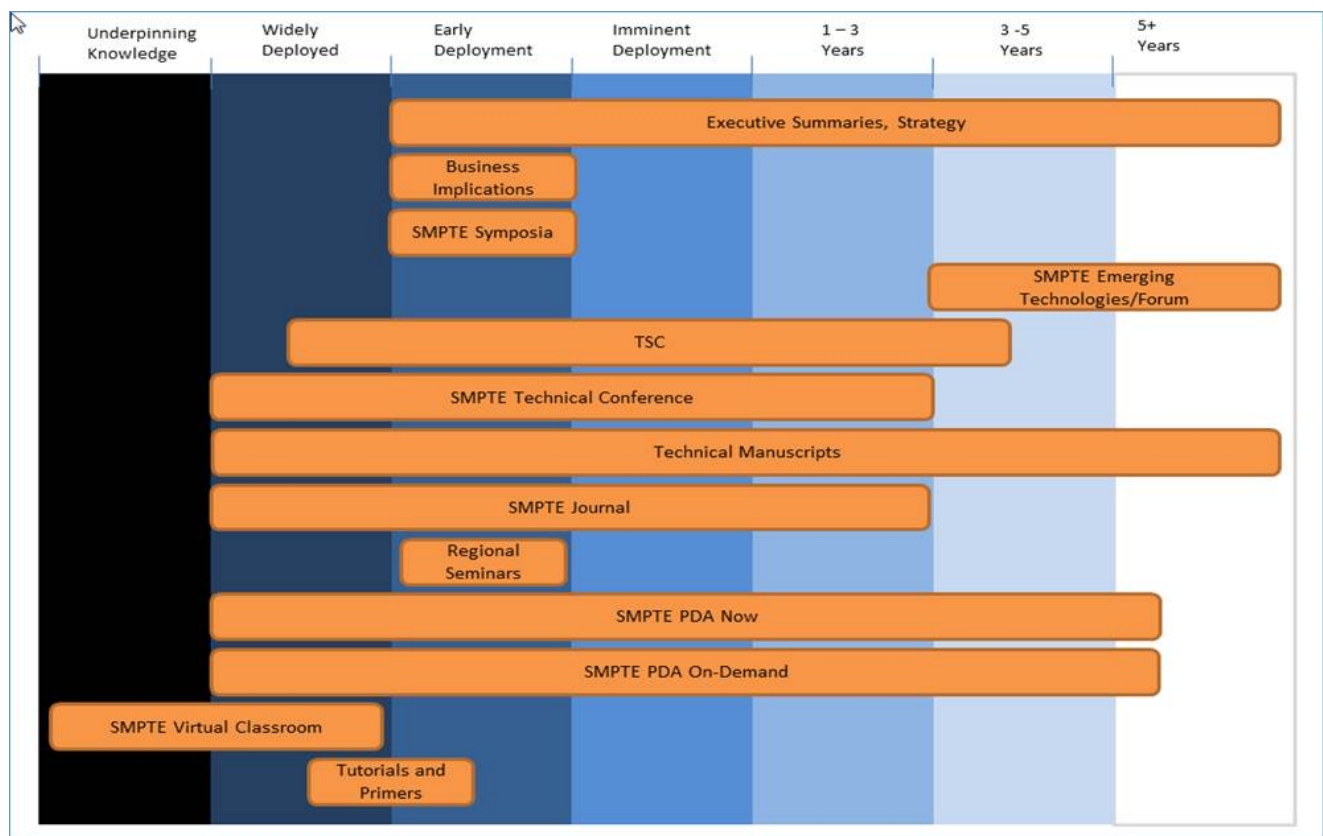 Underpinning
Knowledge
Widely
Deployed
Early
Deployment
Imminent
Deployment
1 – 3
Years
3 -5
Years
5+
Years
Executive Summaries, Strategy
Business
Implications
SMPTE Symposia
SMPTE Emerging
Technologies/Forum
TSC
SMPTE Technical Conference
Technical Manuscripts
SMPTE Journal
Regional
Seminars
SMPTE PDA Now
SMPTE PDA On-Demand
SMPTE Virtual Classroom
Tutorials and
Primers